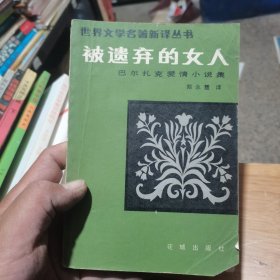 世界文学名著新译丛书
被遗弃的女人
巴尔扎克爱情小说集
郑永慧 译
花城出版社